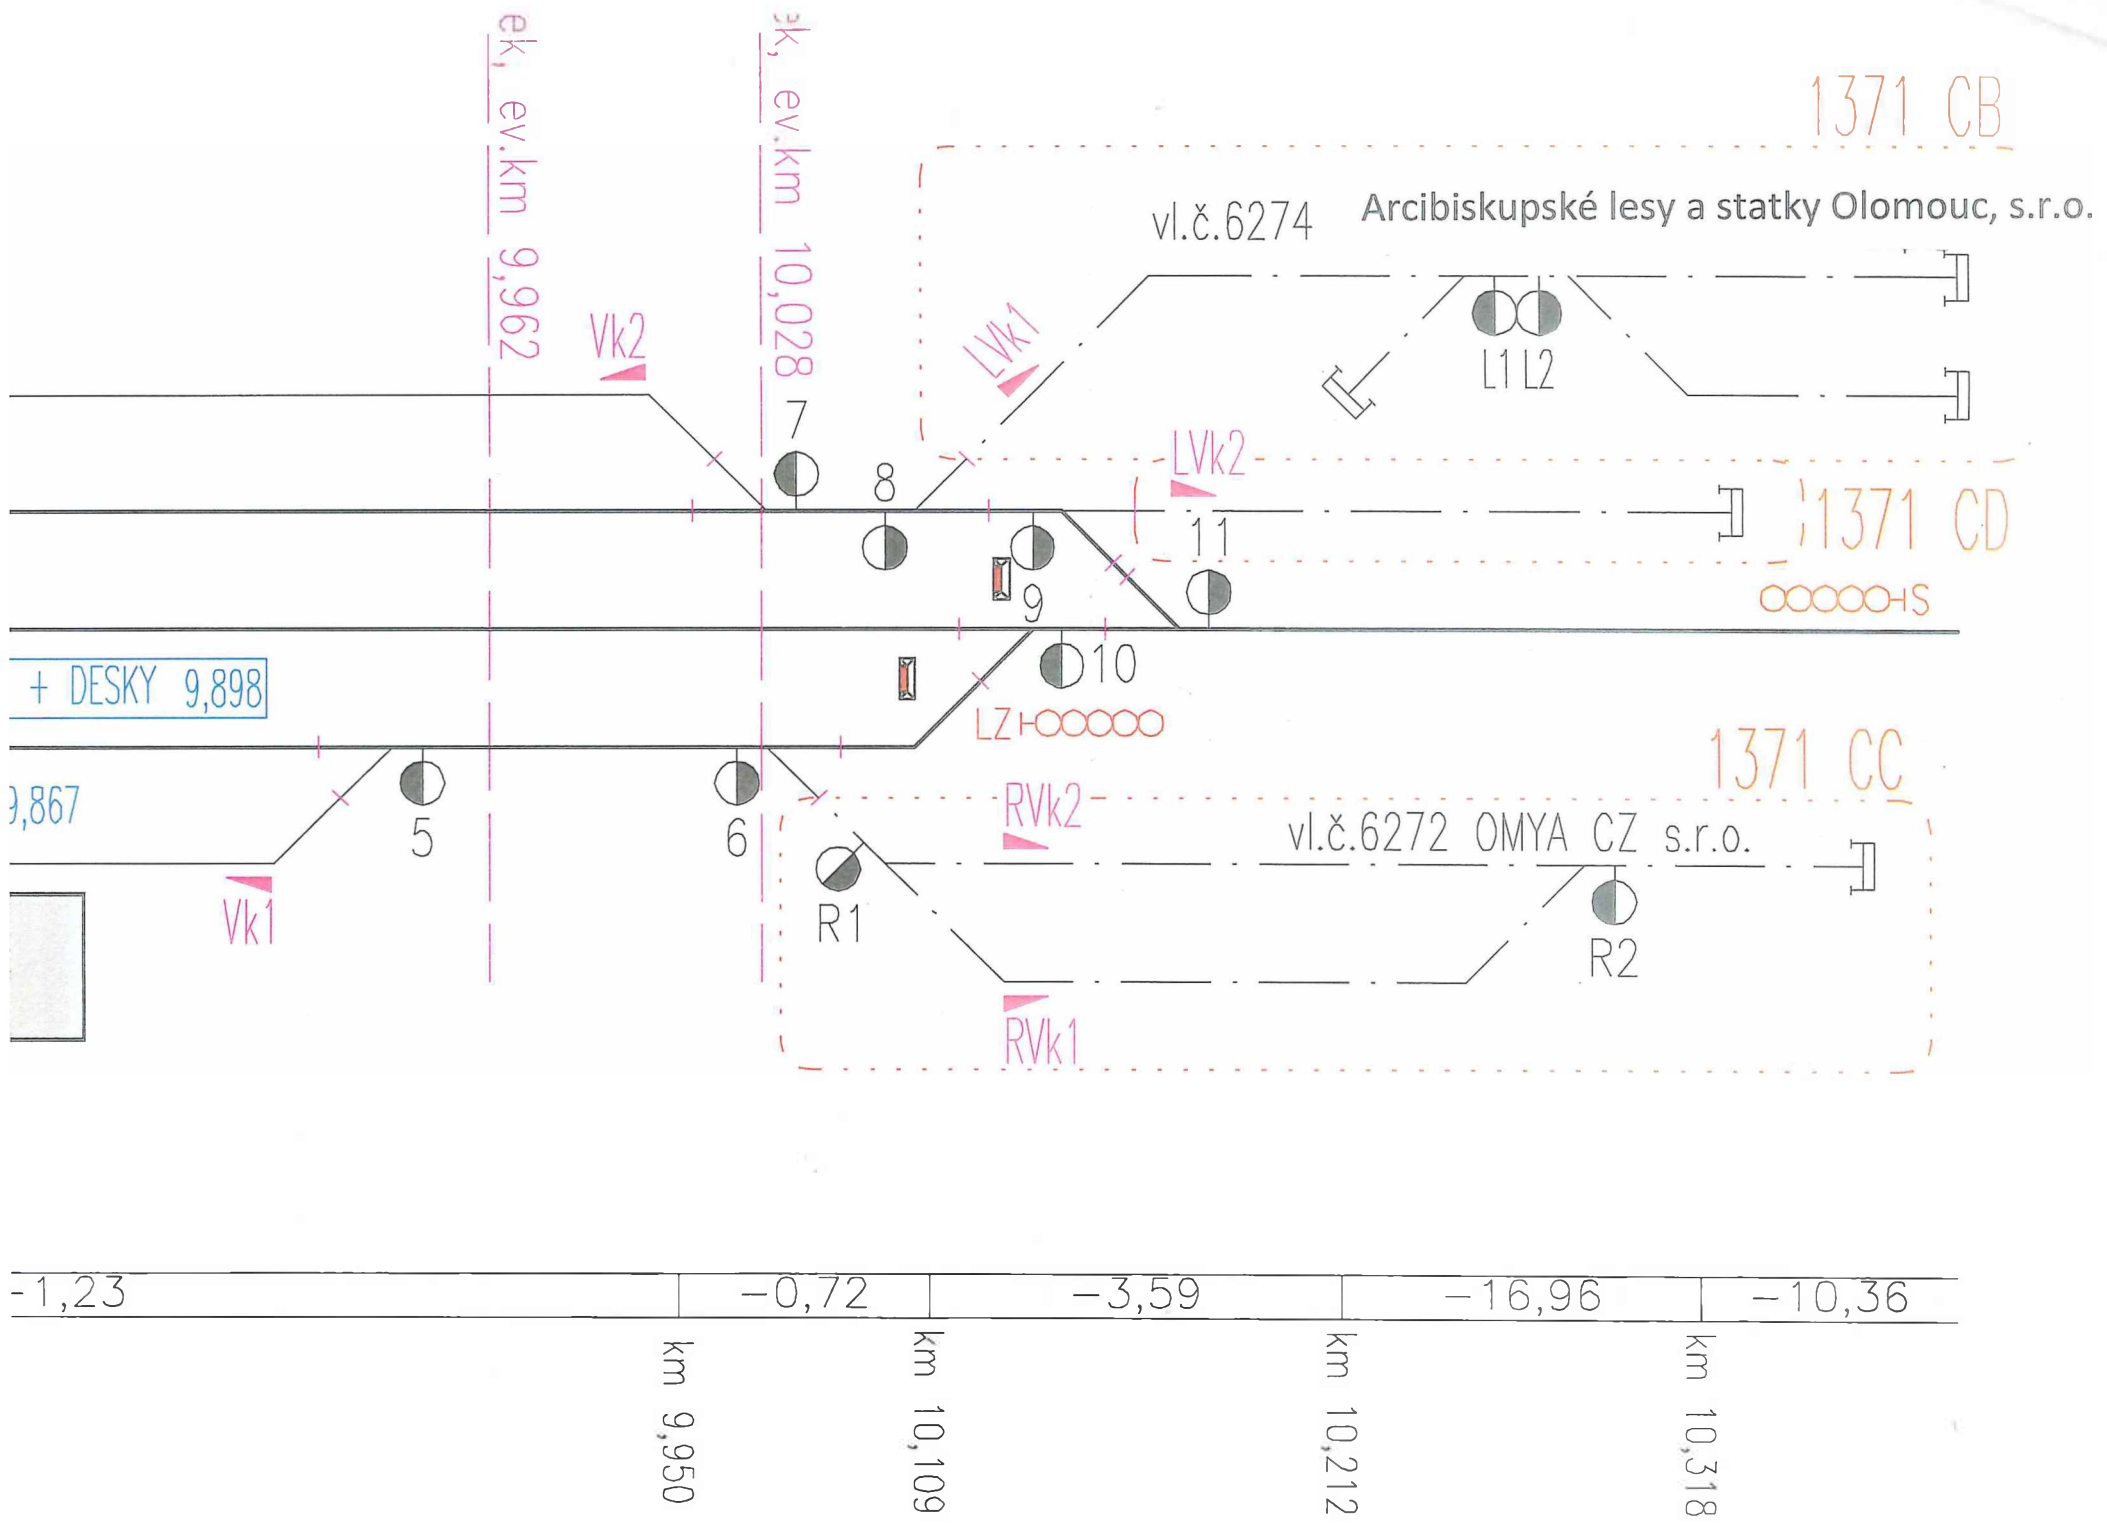 ek, ev.km 9,962
ek, ev.km 10,028
1371 CB
vl.č.6274
Arcibiskupské lesy a statky Olomouc, s.r.o.
Vk2
LVk1
L1 L2
7
8
LVk2
11
1371 CD
9
S
+ DESKY 9,898
10
LZ
1371 CC
9,867
5
6
RVk2
vl.č.6272 OMYA CZ s.r.o.
Vk1
R1
R2
RVk1
-1,23
-0,72
-3,59
-16,96
-10,36
km 9,950
km 10,109
km 10,212
km 10,318